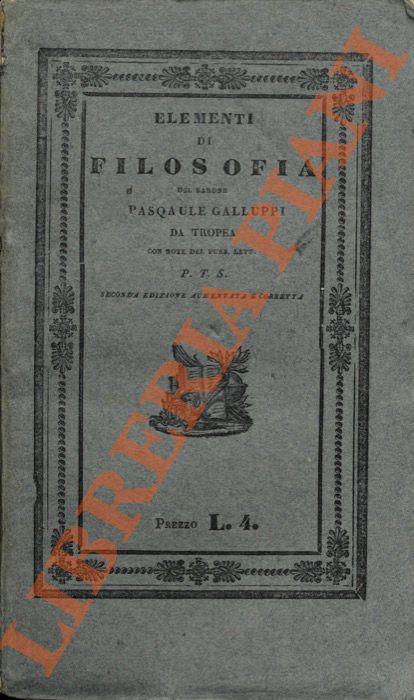 ELEMENTI
DI
FILOSOFIA
DEL BARONE
PASQAULE GALLUPPI
DA TROPEA
CON NOTE DEL PUBB. LETT.
P. T. S.
SECONDA EDIZIONE AUMENTATA E CORRETTA
PREZZO L. 4.
LIBRERIA PIANI